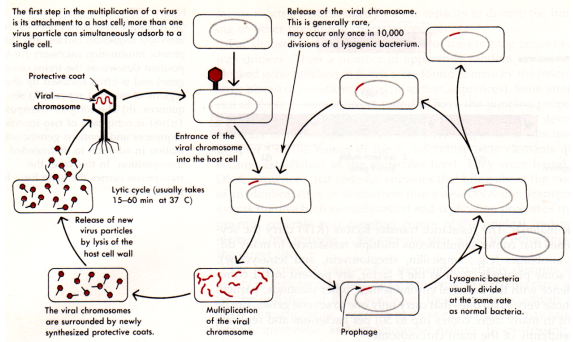 The first step in the multiplication of a virus
is its attachment to a host cell; more than one
virus particle can simultaneously adsorb to a
single cell.
Release of the viral chromosome.
This is generally rare,
may occur only once in 10,000
divisions of a lysogenic bacterium.
Protective coat
Viral
chromosome
Entrance of the
viral chromosome
into the host cell
Lytic cycle (usually takes
15–60 min at 37 C)
Release of new
virus particles
by lysis of the
host cell wall
The viral chromosomes
are surrounded by newly
synthesized protective coats.
Multiplication
of the viral
chromosome
Prophage
Lysogenic bacteria
usually divide
at the same rate
as normal bacteria.